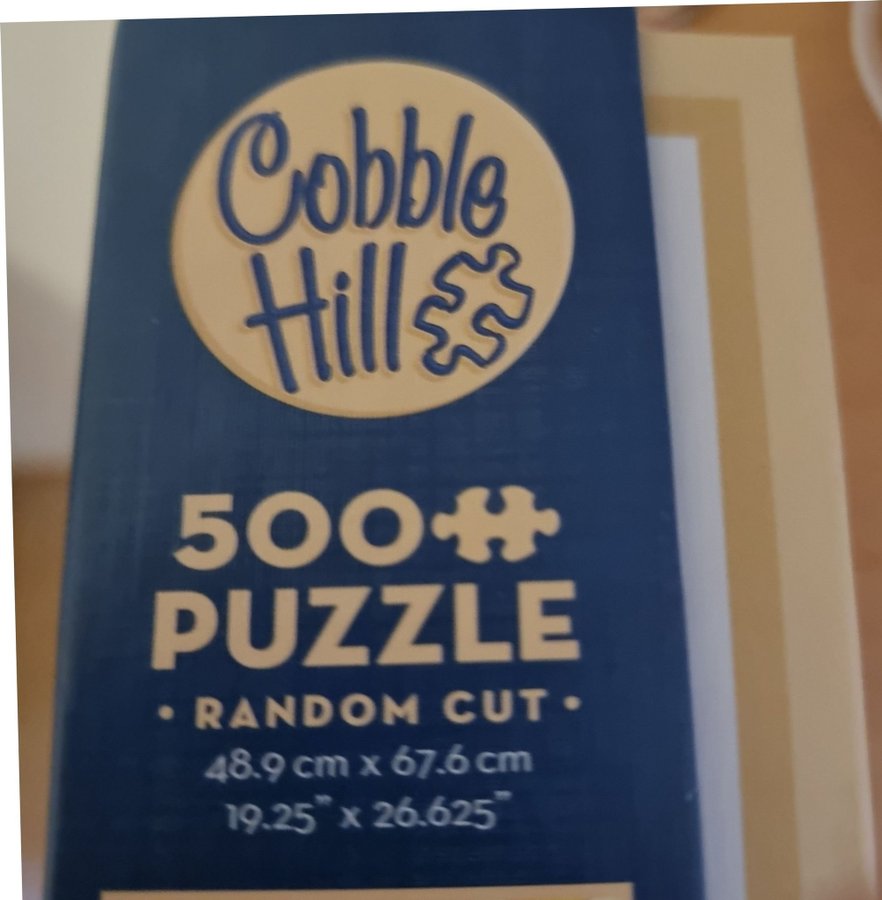 Cobble
Hill
500
PUZZLE
• RANDOM CUT •
48.9 cm x 67.6 cm
19.25" x 26.625"